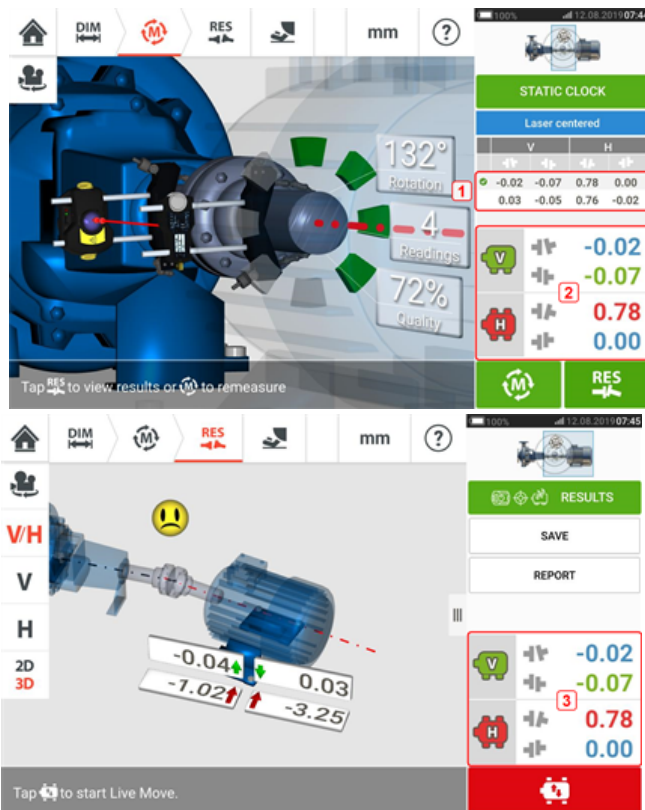 DIM
M
RES
mm
?
100%
12.08.2019 07:44
STATIC CLOCK
Laser centered
V H
-0.02 -0.07 0.78 0.00
0.03 -0.05 0.76 -0.02
132°
Rotation
1
4
Readings
72%
Quality
V
-0.02
-0.07
2
H
0.78
0.00
Tap RES to view results or M to remeasure
M
RES
DIM
M
RES
mm
?
100%
12.08.2019 07:45
RESULTS
SAVE
REPORT
V/H
V
H
2D
3D
-0.04
0.03
-1.02
-3.25
V
-0.02
-0.07
3
H
0.78
0.00
Tap to start Live Move.